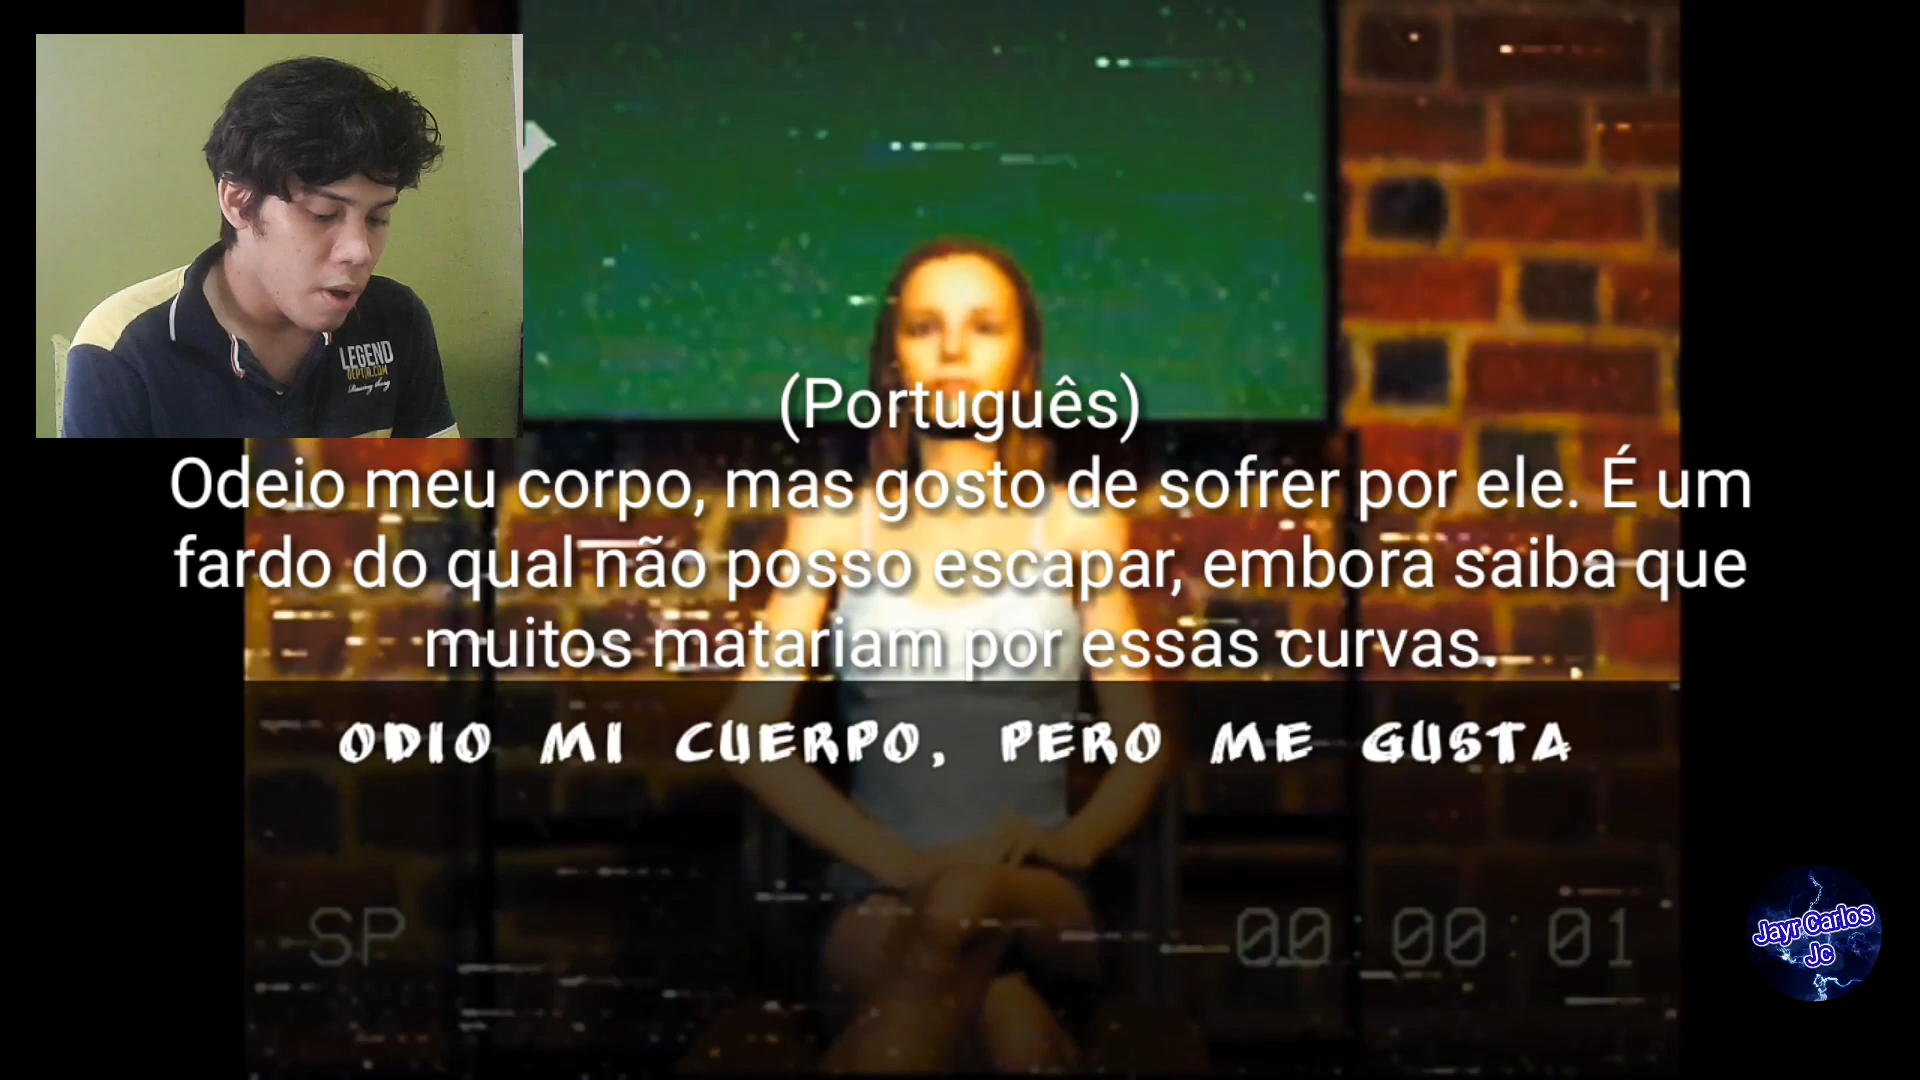 LEGEND
(Português)
Odeio meu corpo, mas gosto de sofrer por ele. É um
fardo do qual não posso escapar, embora saiba que
muitos matariam por essas curvas.
ODIO MI CUERPO, PERO ME GUSTA
SP
00:00:01
Jayr Carlos
Jc